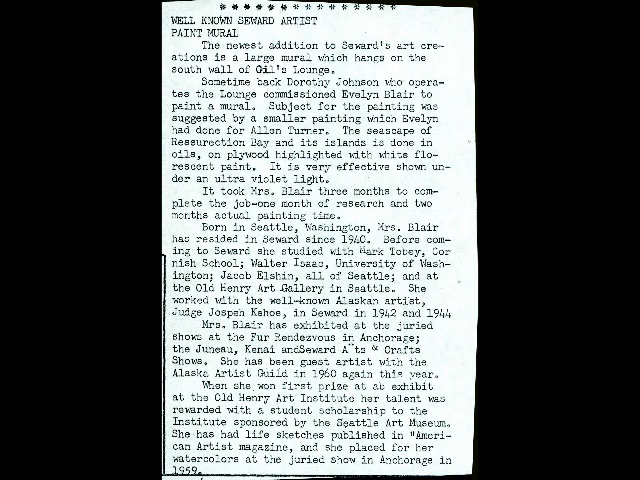 * * * * * * * * * * * * * * * *
WELL KNOWN SEWARD ARTIST
PAINT MURAL
The newest addition to Seward's art cre-
ations is a large mural which hangs on the
south wall of Gil's Lounge.
Sometime back Dorothy Johnson who opera-
tes the Lounge commissioned Evelyn Blair to
paint a mural. Subject for the painting was
suggested by a smaller painting which Evelyn
had done for Allen Turner. The seascape of
Ressurection Bay and its islands is done in
oils, on plywood highlighted with white flo-
rescent paint. It is very effective shown un-
der an ultra violet light.
It took Mrs. Blair three months to com-
plete the job-one month of research and two
months actual painting time.
Born in Seattle, Washington, Mrs. Blair
has resided in Seward since 1940. Before com-
ing to Seward she studied with Mark Tobey, Cor
nish School; Walter Isaac, University of Wash-
ington; Jacob Elshin, all of Seattle; and at
the Old Henry Art Gallery in Seattle. She
worked with the well-known Alaskan artist,
Judge Jospeh Kehoe, in Seward in 1942 and 1944
Mrs. Blair has exhibited at the juried
shows at the Fur Rendezvous in Anchorage;
the Juneau, Kenai andSeward A"ts & Crafts
Shows. She has been guest artist with the
Alaska Artist Guild in 1960 again this year.
When she won first prize at ab exhibit
at the Old Henry Art Institute her talent was
rewarded with a student scholarship to the
Institute sponsored by the Seattle Art Museum.
She has had life sketches published in "Ameri-
can Artist magazine, and she placed for her
watercolors at the juried show in Anchorage in
1959.